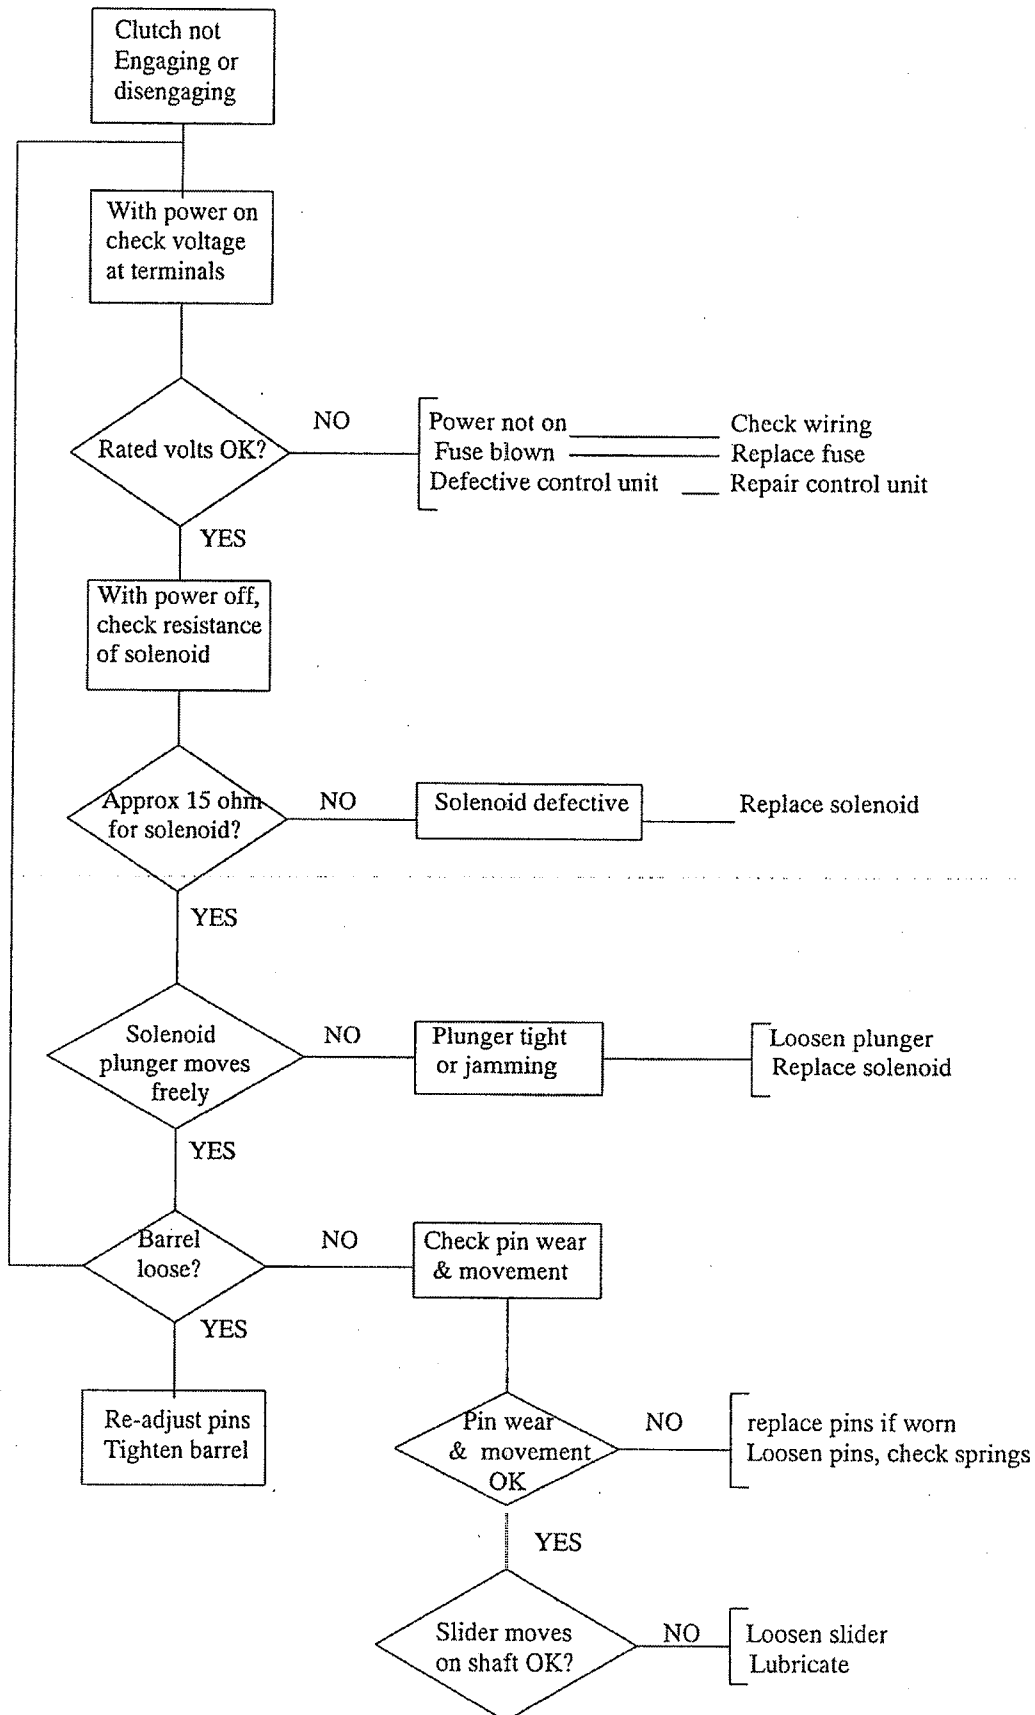 Clutch not
Engaging or
disengaging
With power on
check voltage
at terminals
Rated volts OK?
NO
Power not on
Check wiring
Fuse blown
Replace fuse
Defective control unit
Repair control unit
YES
With power off,
check resistance
of solenoid
Approx 15 ohm
for solenoid?
NO
Solenoid defective
Replace solenoid
YES
Solenoid
plunger moves
freely
NO
Plunger tight
or jamming
Loosen plunger
Replace solenoid
YES
Barrel
loose?
NO
Check pin wear
& movement
YES
Re-adjust pins
Tighten barrel
Pin wear
& movement
OK
NO
replace pins if worn
Loosen pins, check springs
YES
Slider moves
on shaft OK?
NO
Loosen slider
Lubricate